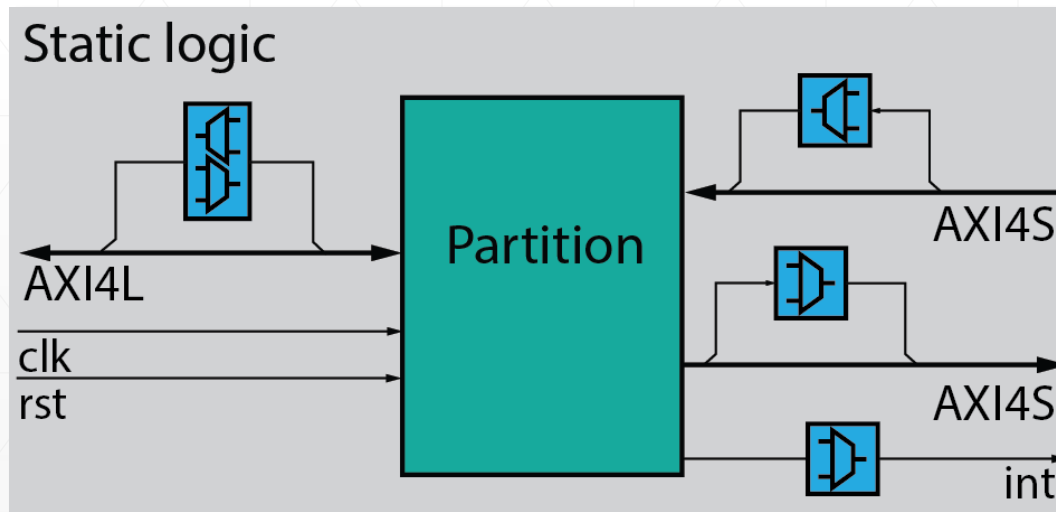 Static logic
AXI4L
clk
rst
Partition
AXI4S
AXI4S
int